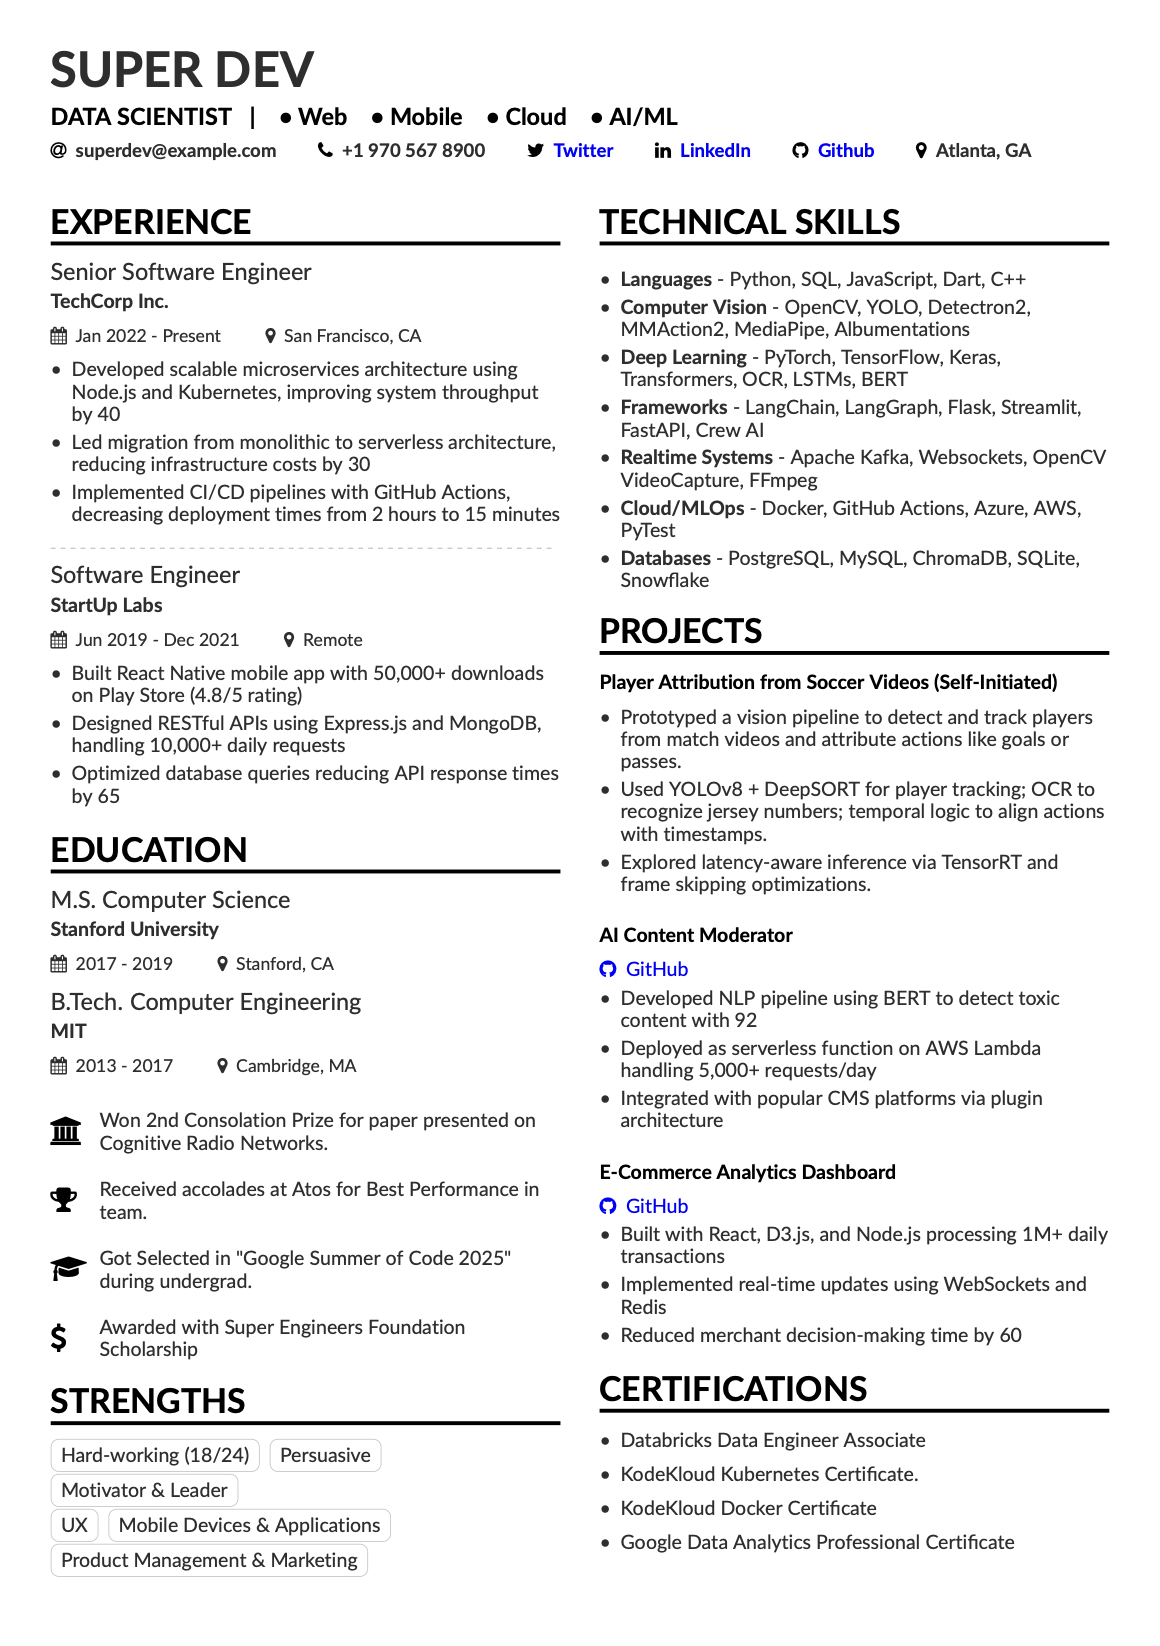 SUPER DEV
DATA SCIENTIST | • Web • Mobile • Cloud • AI/ML
superdev@example.com +1 970 567 8900 Twitter LinkedIn Github Atlanta, GA
EXPERIENCE
Senior Software Engineer
TechCorp Inc.
Jan 2022 - Present San Francisco, CA
• Developed scalable microservices architecture using
Node.js and Kubernetes, improving system throughput
by 40
• Led migration from monolithic to serverless architecture,
reducing infrastructure costs by 30
• Implemented CI/CD pipelines with GitHub Actions,
decreasing deployment times from 2 hours to 15 minutes
Software Engineer
StartUp Labs
Jun 2019 - Dec 2021 Remote
• Built React Native mobile app with 50,000+ downloads
on Play Store (4.8/5 rating)
• Designed RESTful APIs using Express.js and MongoDB,
handling 10,000+ daily requests
• Optimized database queries reducing API response times
by 65
EDUCATION
M.S. Computer Science
Stanford University
2017 - 2019 Stanford, CA
B.Tech. Computer Engineering
MIT
2013 - 2017 Cambridge, MA
Won 2nd Consolation Prize for paper presented on
Cognitive Radio Networks.
Received accolades at Atos for Best Performance in
team.
Got Selected in "Google Summer of Code 2025"
during undergrad.
Awarded with Super Engineers Foundation
Scholarship
STRENGTHS
Hard-working (18/24) Persuasive
Motivator & Leader
UX Mobile Devices & Applications
Product Management & Marketing
TECHNICAL SKILLS
• Languages - Python, SQL, JavaScript, Dart, C++
• Computer Vision - OpenCV, YOLO, Detectron2,
MMAction2, MediaPipe, Albumentations
• Deep Learning - PyTorch, TensorFlow, Keras,
Transformers, OCR, LSTMs, BERT
• Frameworks - LangChain, LangGraph, Flask, Streamlit,
FastAPI, Crew AI
• Realtime Systems - Apache Kafka, Websockets, OpenCV
VideoCapture, FFmpeg
• Cloud/MLOps - Docker, GitHub Actions, Azure, AWS,
PyTest
• Databases - PostgreSQL, MySQL, ChromaDB, SQLite,
Snowflake
PROJECTS
Player Attribution from Soccer Videos (Self-Initiated)
• Prototyped a vision pipeline to detect and track players
from match videos and attribute actions like goals or
passes.
• Used YOLOv8 + DeepSORT for player tracking; OCR to
recognize jersey numbers; temporal logic to align actions
with timestamps.
• Explored latency-aware inference via TensorRT and
frame skipping optimizations.
AI Content Moderator
GitHub
• Developed NLP pipeline using BERT to detect toxic
content with 92
• Deployed as serverless function on AWS Lambda
handling 5,000+ requests/day
• Integrated with popular CMS platforms via plugin
architecture
E-Commerce Analytics Dashboard
GitHub
• Built with React, D3.js, and Node.js processing 1M+ daily
transactions
• Implemented real-time updates using WebSockets and
Redis
• Reduced merchant decision-making time by 60
CERTIFICATIONS
• Databricks Data Engineer Associate
• KodeKloud Kubernetes Certificate.
• KodeKloud Docker Certificate
• Google Data Analytics Professional Certificate